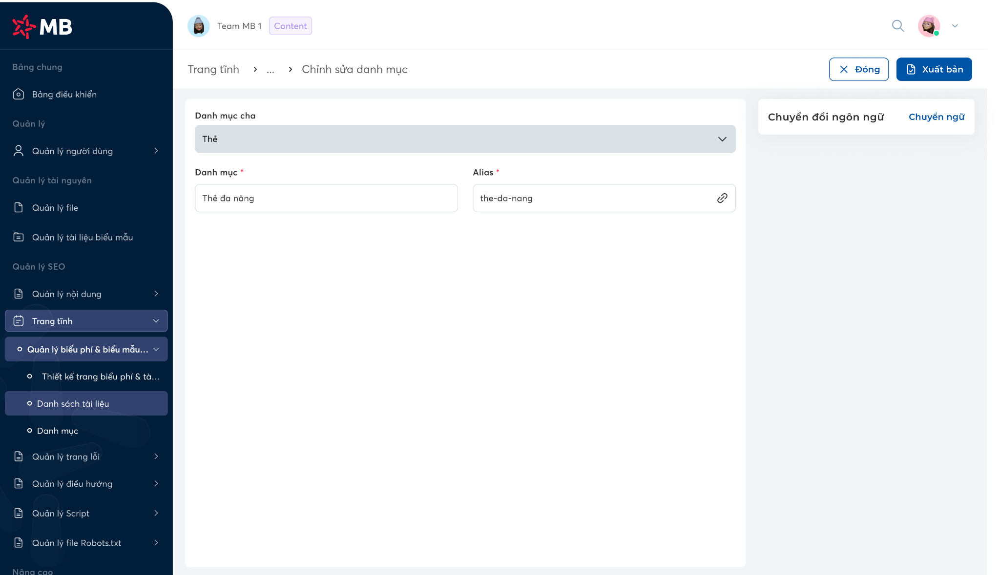 MB
Bảng chung
Bảng điều khiển
Quản lý
Quản lý người dùng
Quản lý tài nguyên
Quản lý file
Quản lý tài liệu biểu mẫu
Quản lý SEO
Quản lý nội dung
Trang tĩnh
Quản lý biểu phí & biểu mẫu...
Thiết kế trang biểu phí & tà...
Danh sách tài liệu
Danh mục
Quản lý trang lỗi
Quản lý điều hướng
Quản lý Script
Quản lý file Robots.txt
Nâng cao
Team MB 1 Content
Trang tĩnh > ... > Chỉnh sửa danh mục
Đóng
Xuất bản
Danh mục cha
Thẻ
Danh mục *
Thẻ đa năng
Alias *
the-da-nang
Chuyển đổi ngôn ngữ
Chuyển ngữ